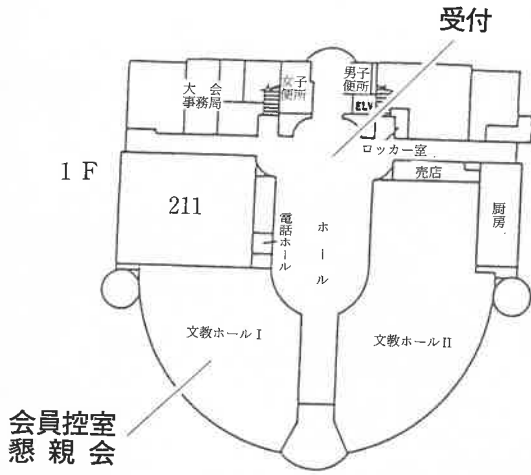 受付
大会
事務局
女子
便所
男子
便所
ELV
ロッカー室
売店
1F
211
電話ホール
ホール
厨房
文教ホールI
文教ホールII
会員控室
懇親会